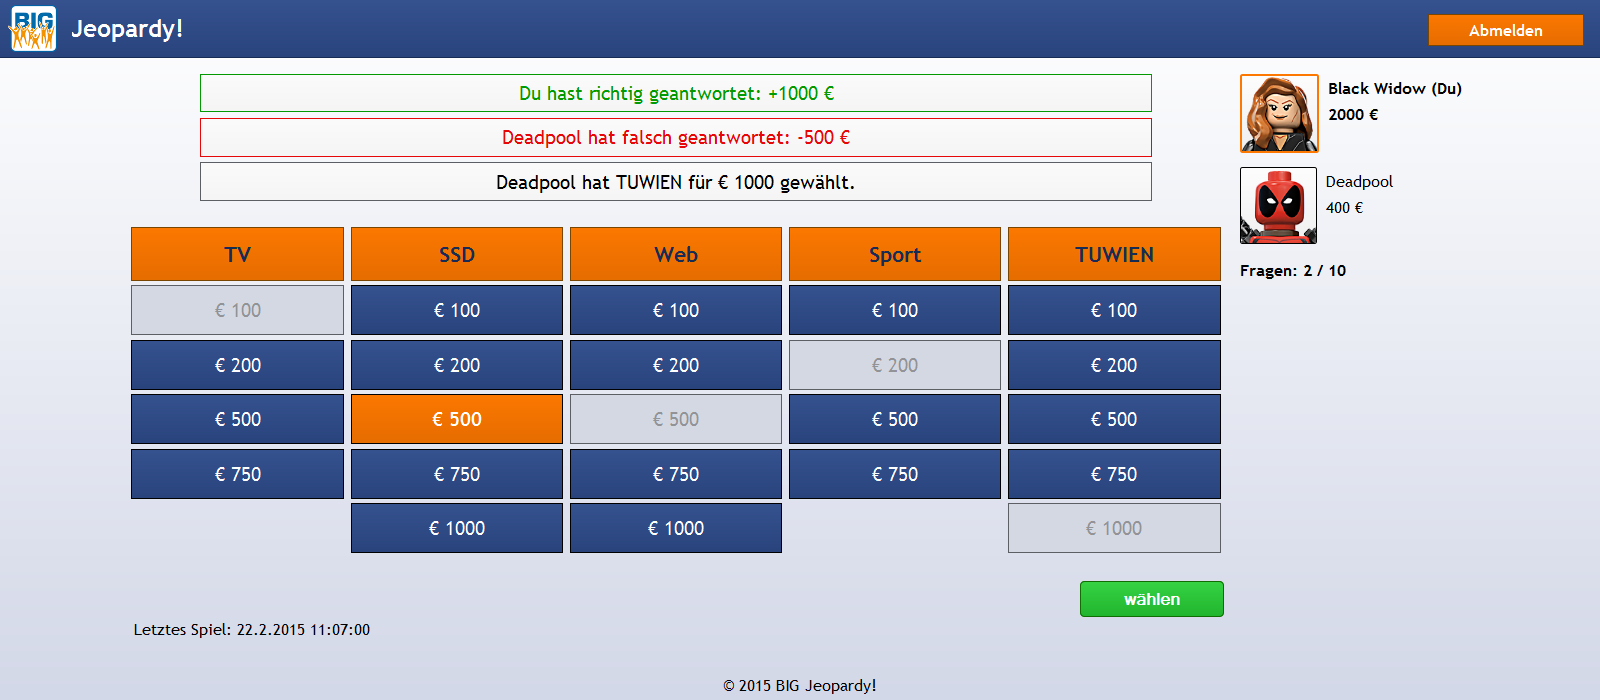 BIG
Jeopardy!
Abmelden
Du hast richtig geantwortet: +1000 €
Deadpool hat falsch geantwortet: -500 €
Deadpool hat TUWIEN für € 1000 gewählt.
Black Widow (Du)
2000 €
Deadpool
400 €
Fragen: 2 / 10
TV SSD Web Sport TUWIEN
€ 100 € 100 € 100 € 100 € 100
€ 200 € 200 € 200 € 200 € 200
€ 500 € 500 € 500 € 500 € 500
€ 750 € 750 € 750 € 750 € 750
€ 1000 € 1000 € 1000
wählen
Letztes Spiel: 22.2.2015 11:07:00
© 2015 BIG Jeopardy!